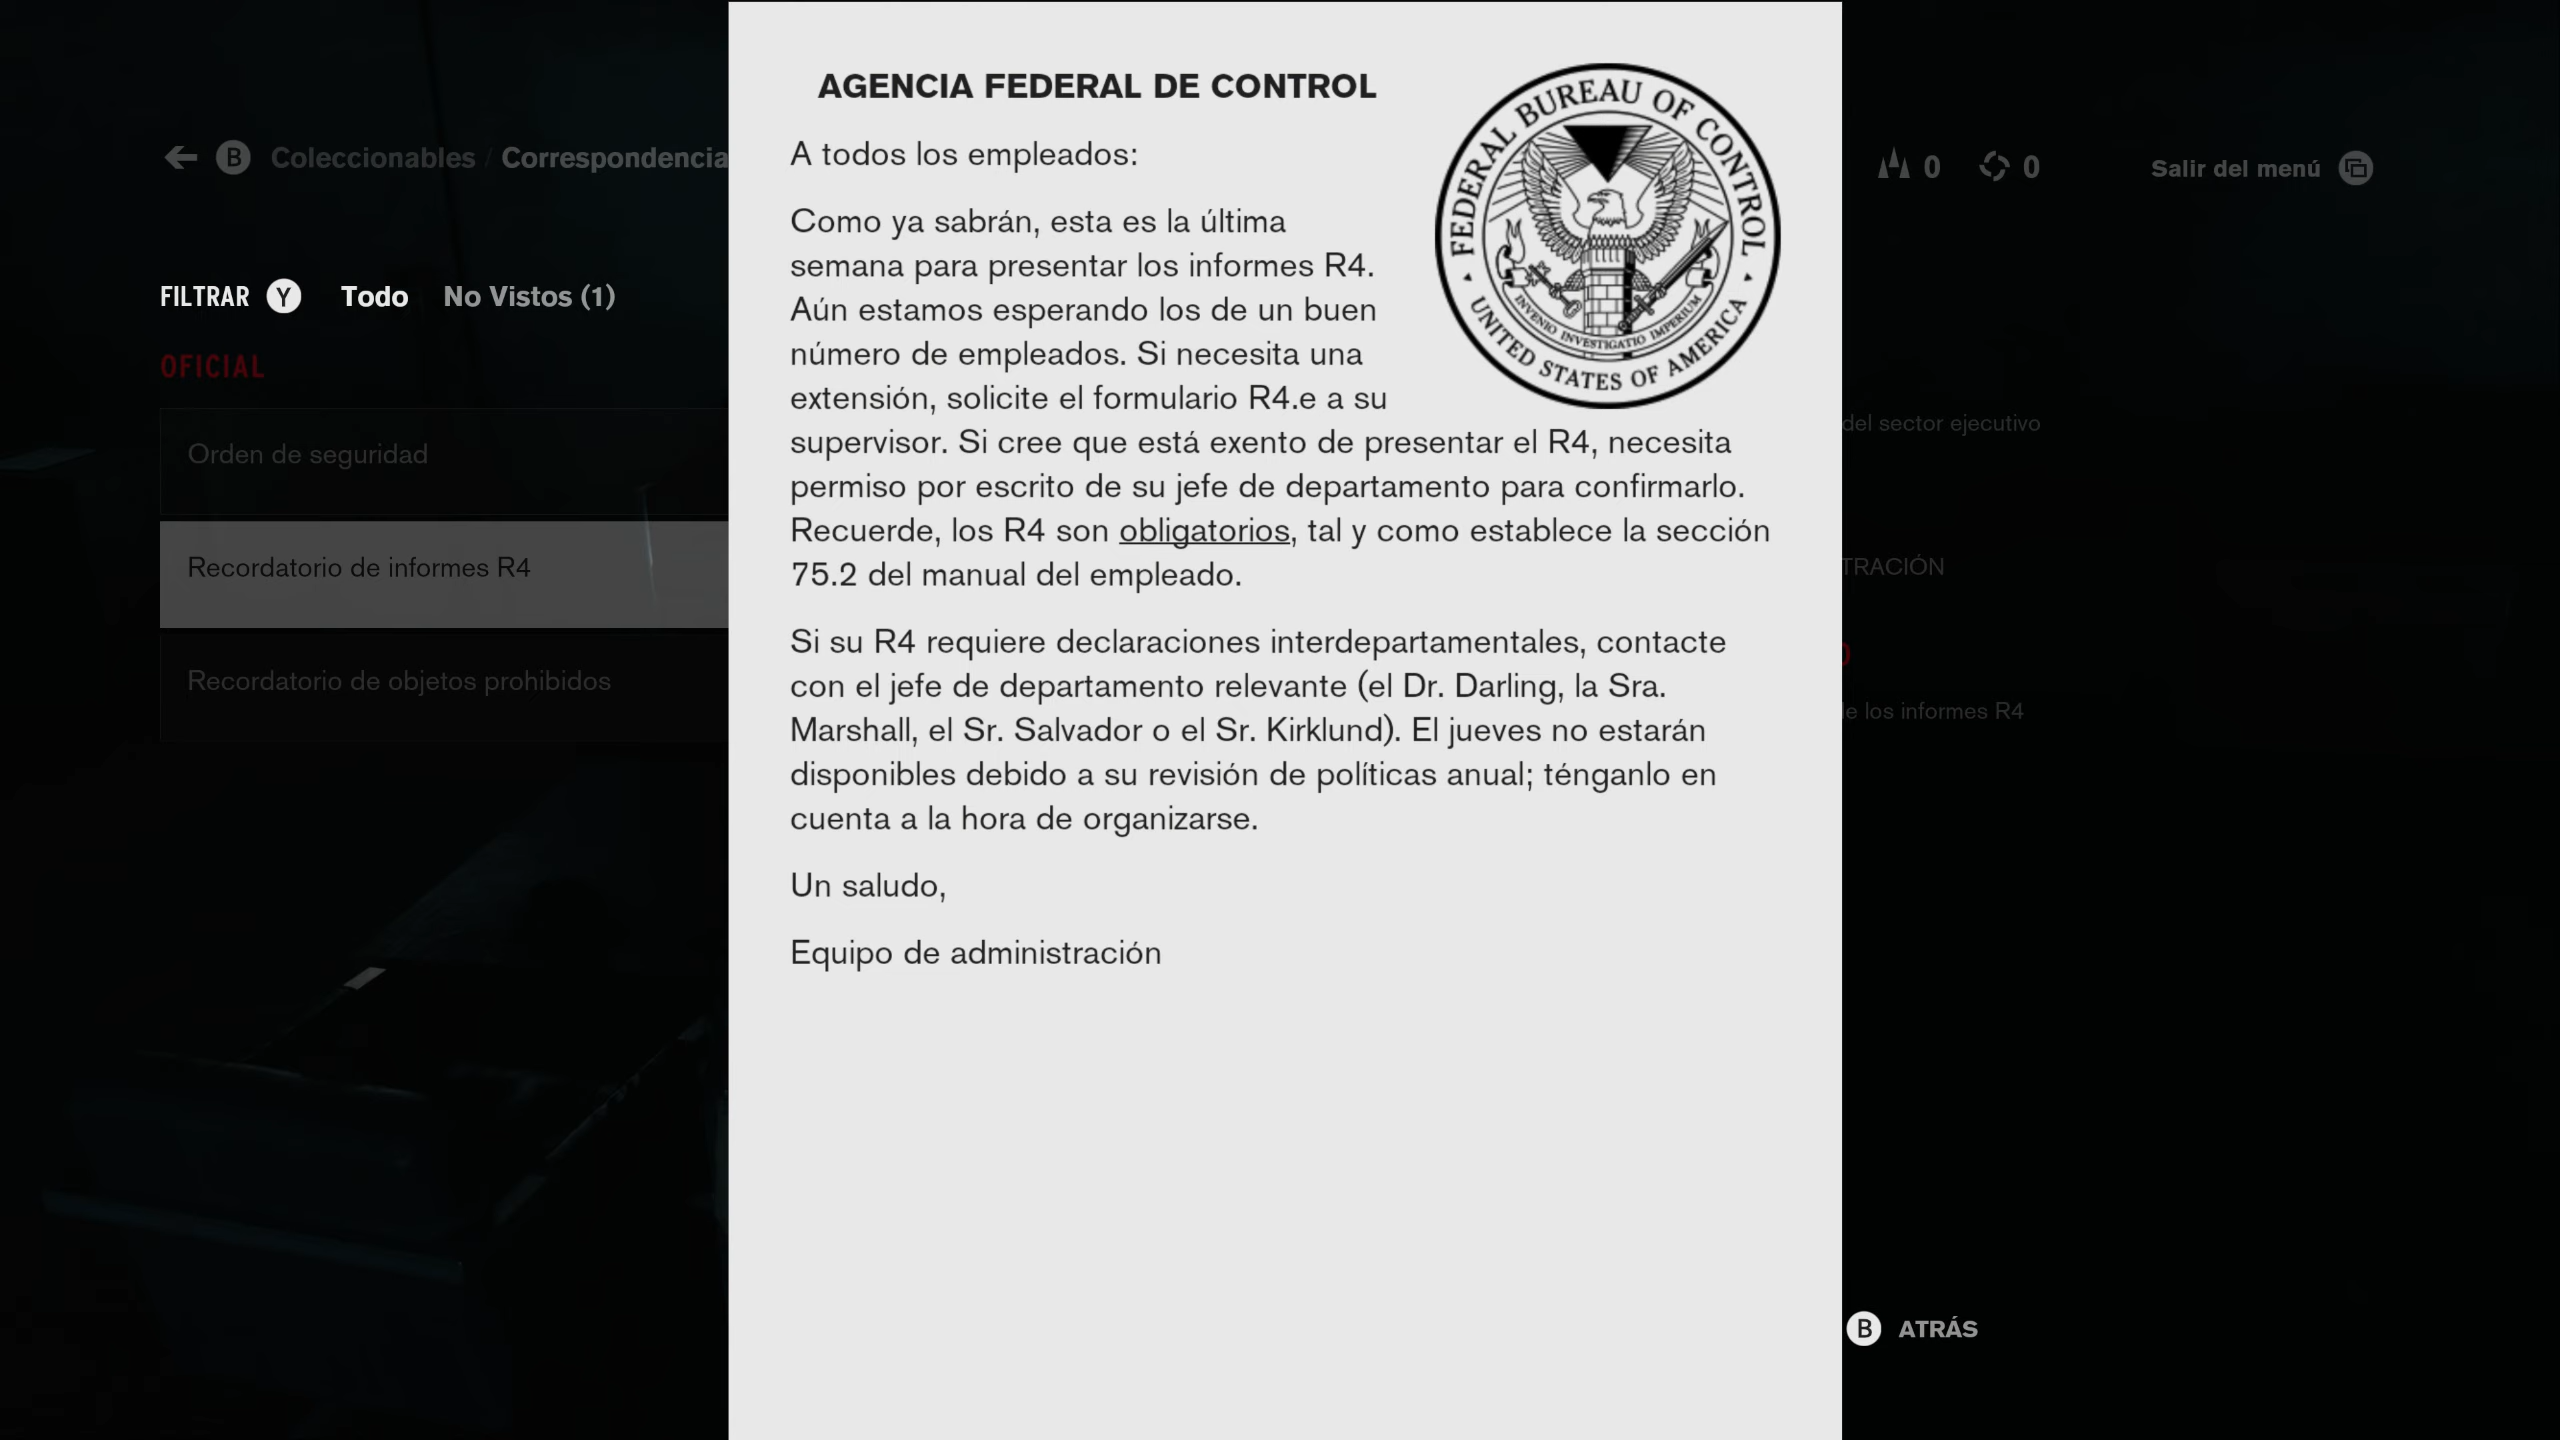 B Coleccionables / Correspondencia
0 0 Salir del menú
FILTRAR Y Todo No Vistos (1)
OFICIAL
Orden de seguridad
Recordatorio de informes R4
Recordatorio de objetos prohibidos
AGENCIA FEDERAL DE CONTROL
A todos los empleados:
Como ya sabrán, esta es la última
semana para presentar los informes R4.
Aún estamos esperando los de un buen
número de empleados. Si necesita una
extensión, solicite el formulario R4.e a su
supervisor. Si cree que está exento de presentar el R4, necesita
permiso por escrito de su jefe de departamento para confirmarlo.
Recuerde, los R4 son obligatorios, tal y como establece la sección
75.2 del manual del empleado.
Si su R4 requiere declaraciones interdepartamentales, contacte
con el jefe de departamento relevante (el Dr. Darling, la Sra.
Marshall, el Sr. Salvador o el Sr. Kirklund). El jueves no estarán
disponibles debido a su revisión de políticas anual; ténganlo en
cuenta a la hora de organizarse.
Un saludo,
Equipo de administración
FEDERAL BUREAU OF CONTROL
UNITED STATES OF AMERICA
INVENIO INVESTIGATIO IMPERIUM
del sector ejecutivo
TRACIÓN
los informes R4
B ATRÁS